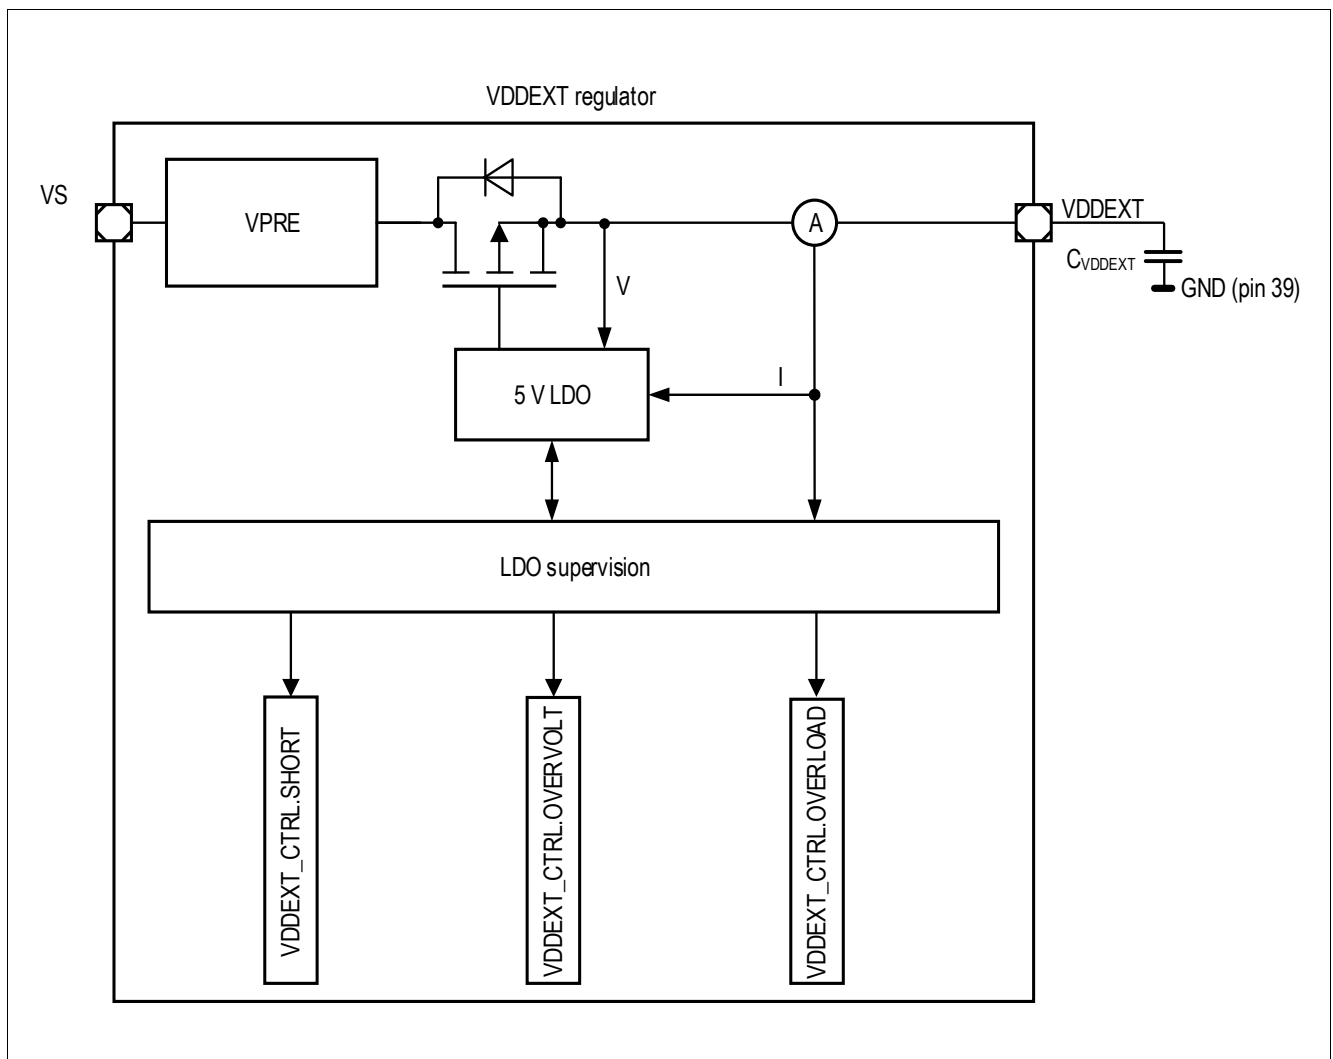 VDDEXT regulator
VS
VPRE
VDDEXT
A
CVDDEXT
GND (pin 39)
V
5 V LDO
I
LDO supervision
VDDEXT_CTRL.SHORT
VDDEXT_CTRL.OVERVOLT
VDDEXT_CTRL.OVERLOAD